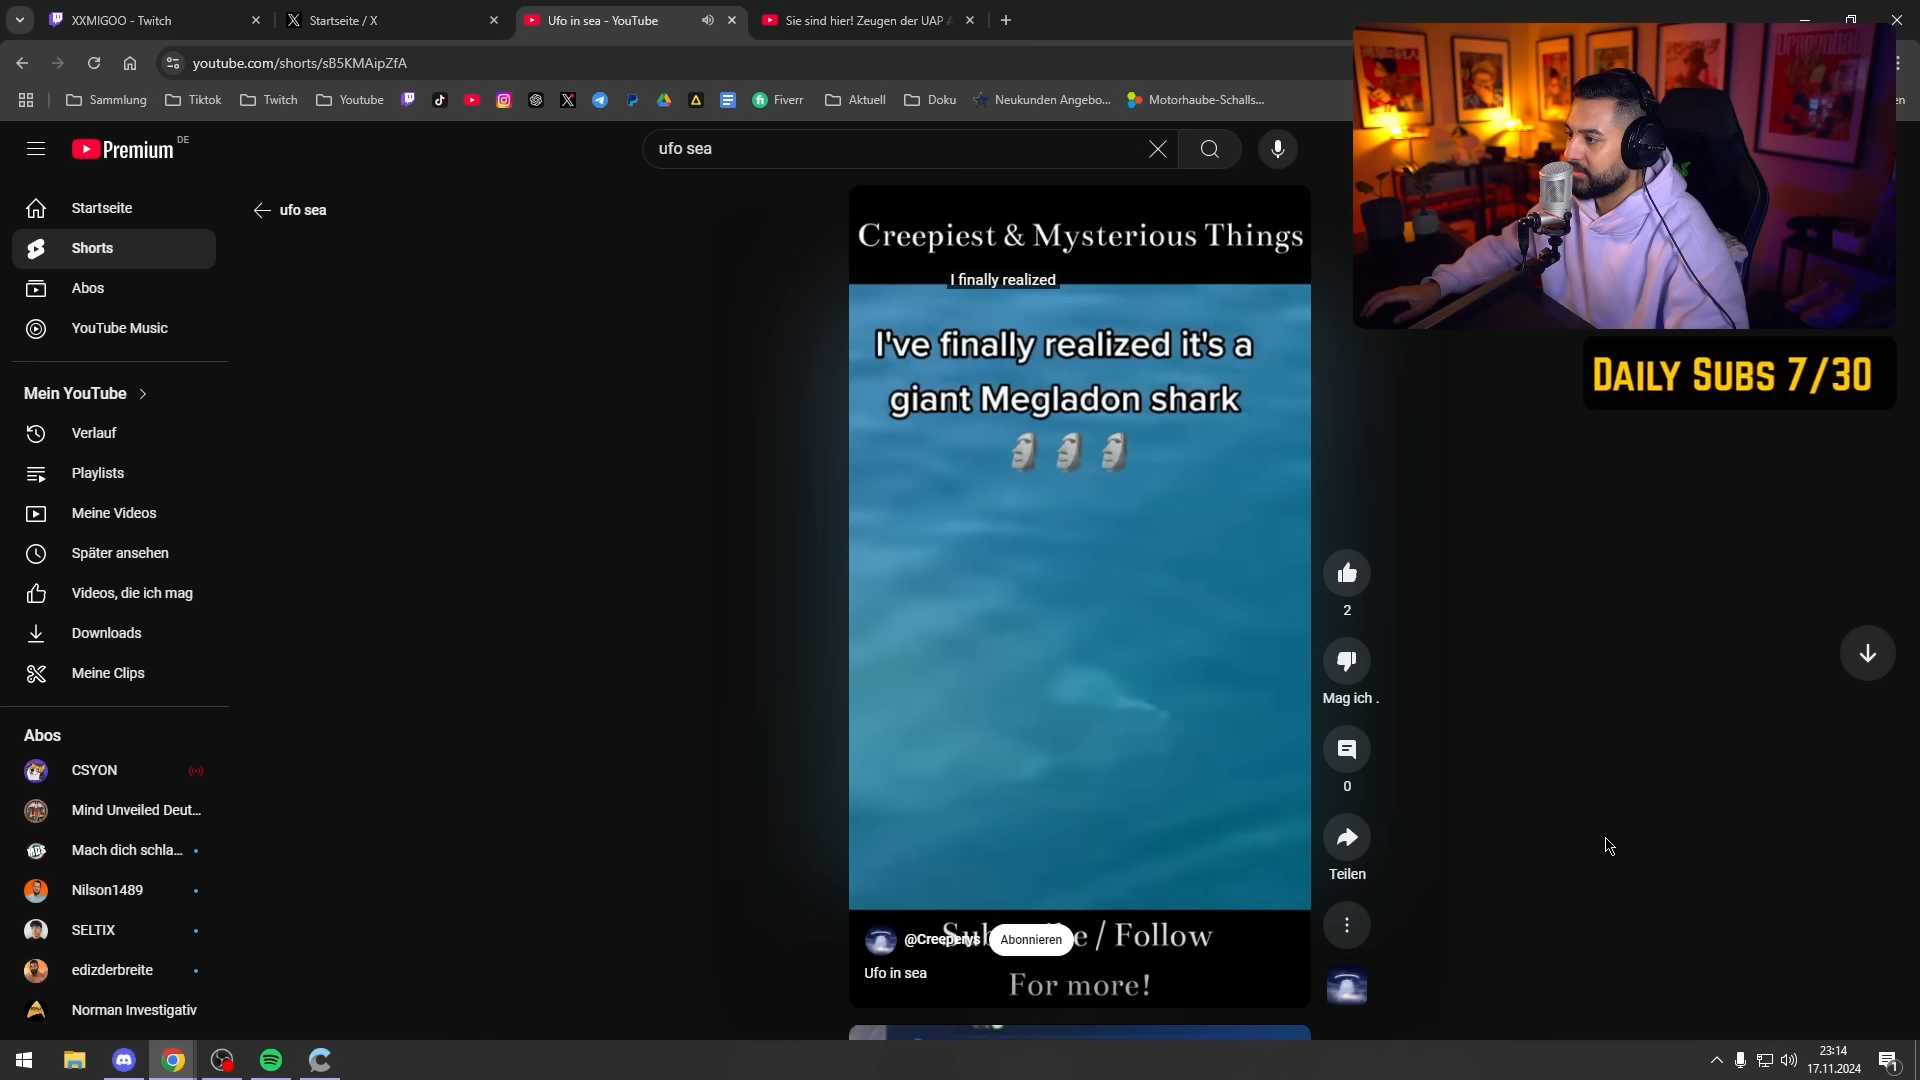 XXMIGOO - Twitch
Startseite / X
Ufo in sea - YouTube
Sie sind hier! Zeugen der UAP
youtube.com/shorts/sB5KMAipZfA
Sammlung
Tiktok
Twitch
Youtube
Fiverr
Aktuell
Doku
Neukunden Angebo...
Motorhaube-Schalls...
en
Premium DE
ufo sea
Startseite
Shorts
Abos
YouTube Music
Mein YouTube
Verlauf
Playlists
Meine Videos
Später ansehen
Videos, die ich mag
Downloads
Meine Clips
Abos
CSYON
Mind Unveiled Deut...
Mach dich schla...
Nilson1489
SELTIX
edizderbreite
Norman Investigativ
ufo sea
Creepiest & Mysterious Things
I finally realized
I've finally realized it's a
giant Megladon shark
2
Mag ich .
0
Teilen
@Creeperys
Abonnieren
e / Follow
Ufo in sea
For more!
DAILY SUBS 7/30
23:14
17.11.2024
1